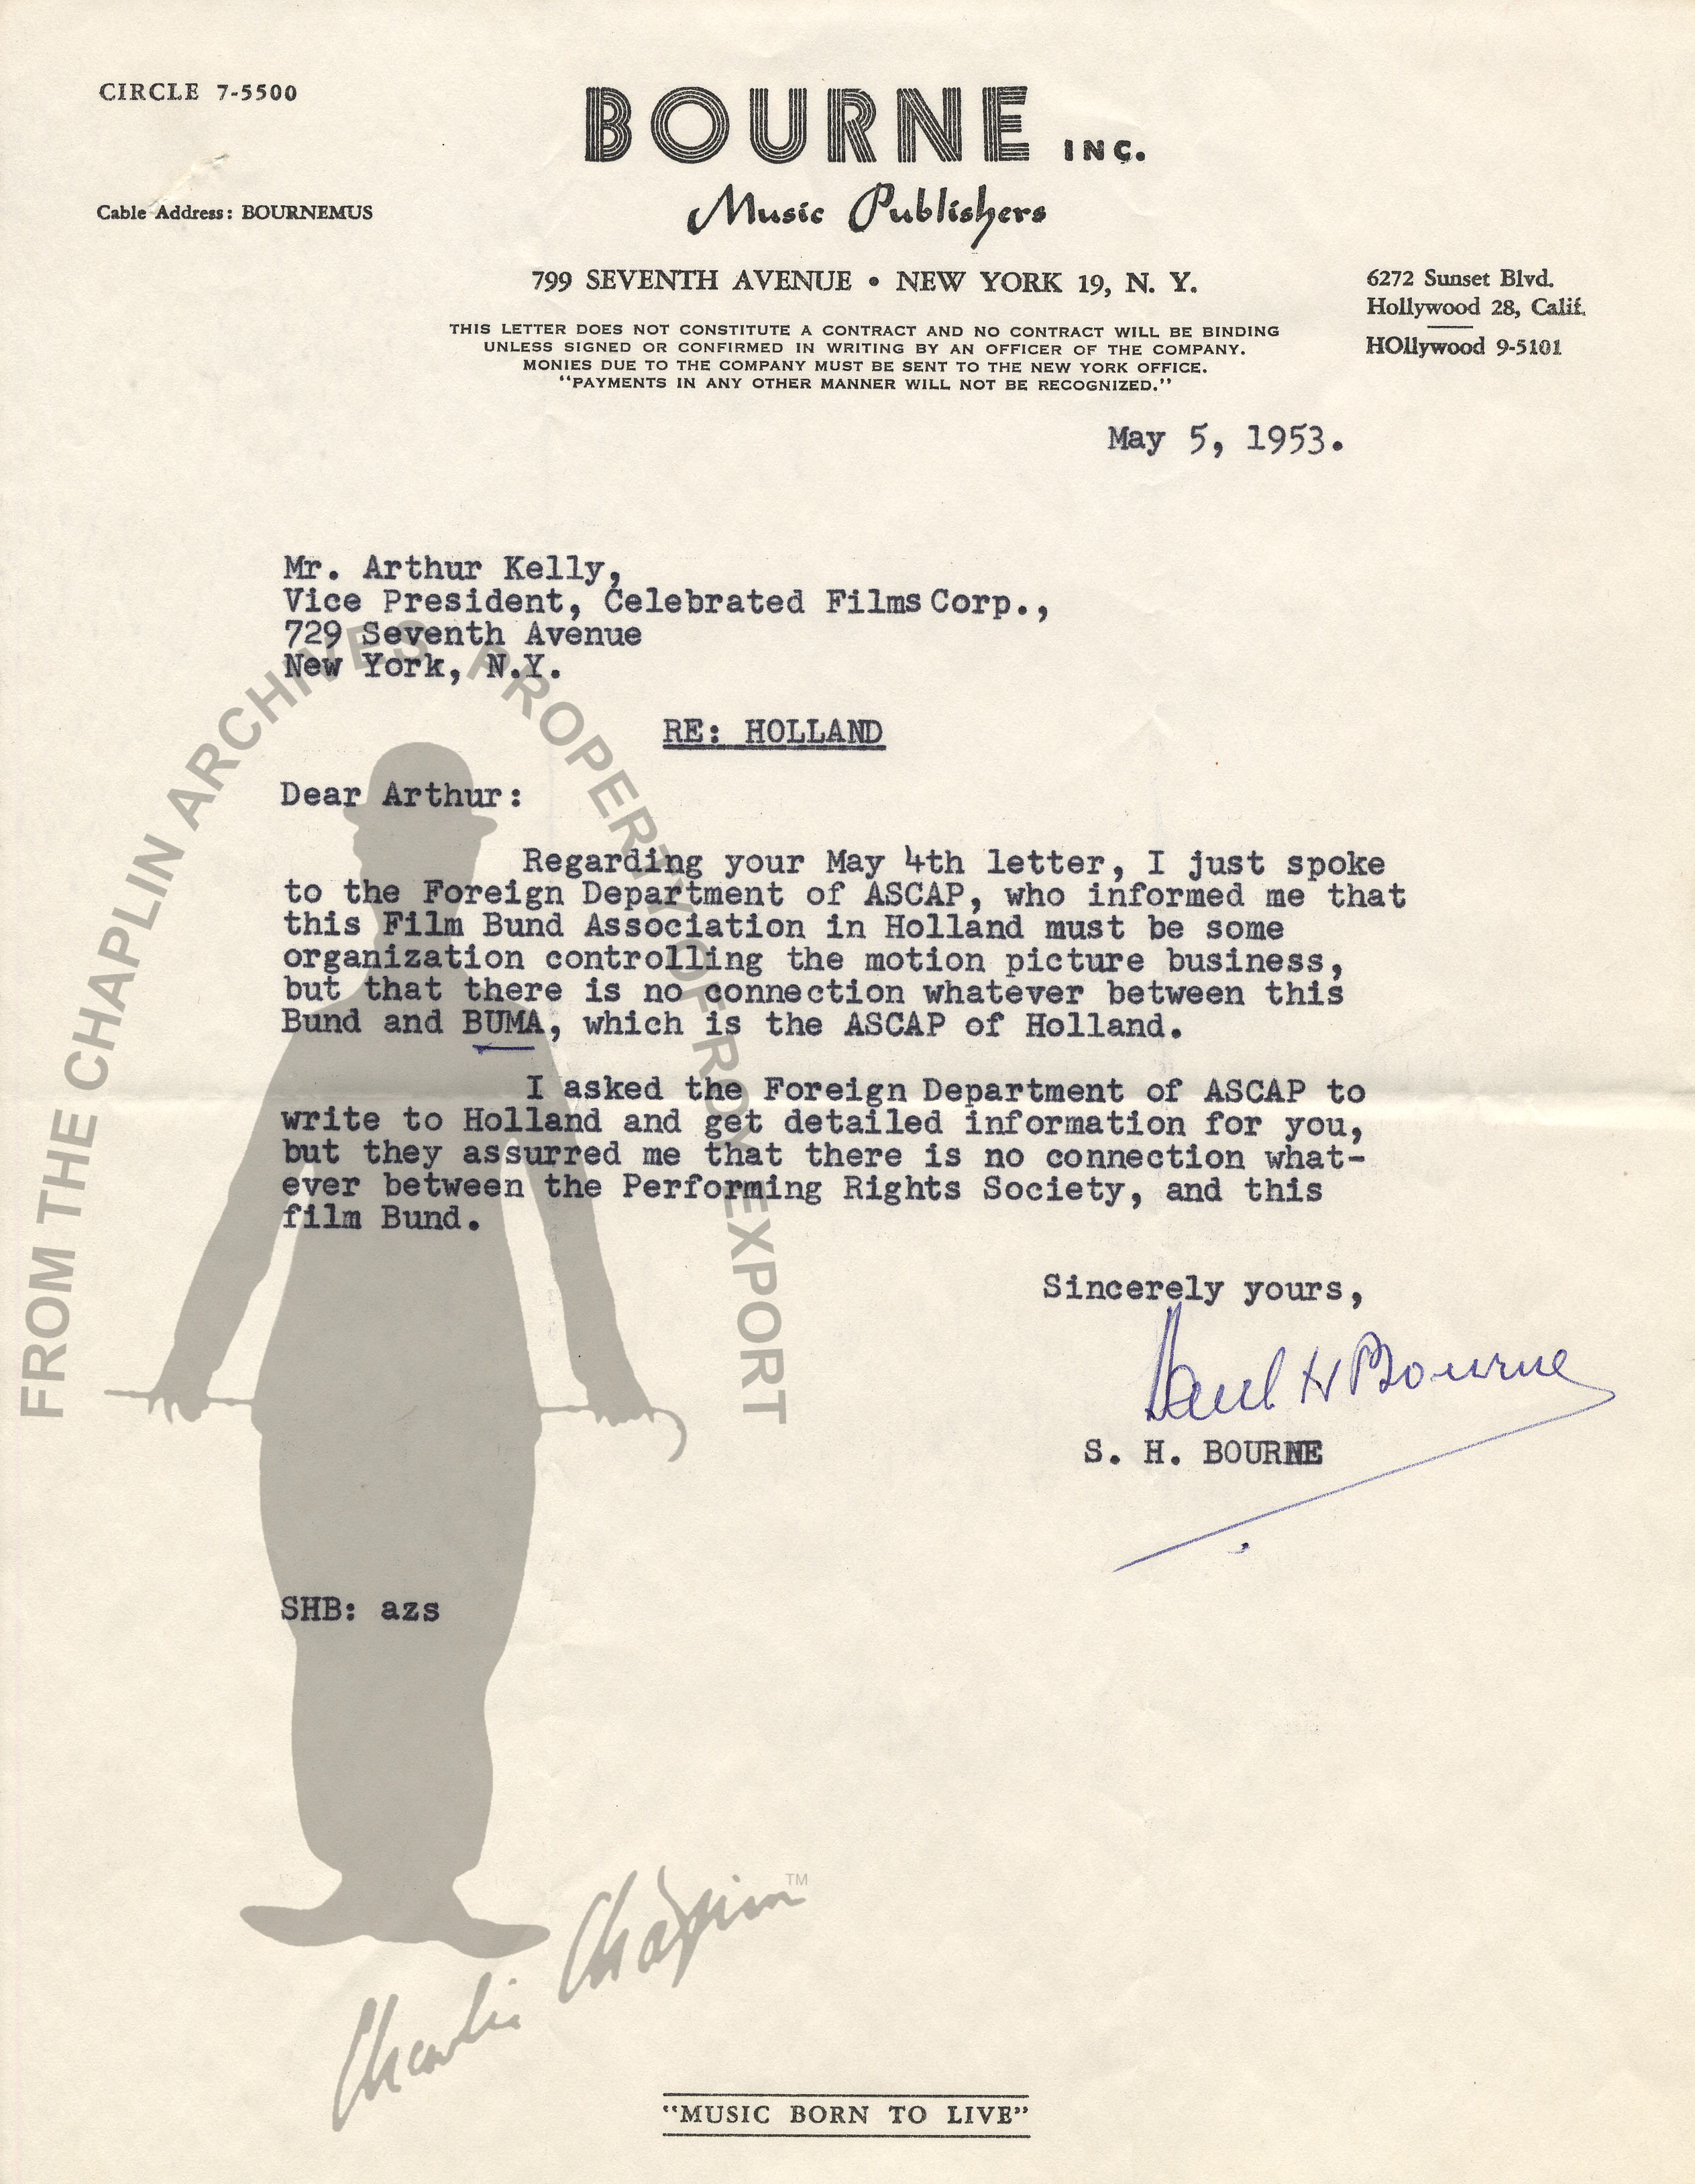 CIRCLE 7-5500
BOURNE INC.
Music Publishers
Cable Address: BOURNEMUS
799 SEVENTH AVENUE • NEW YORK 19, N. Y.
6272 Sunset Blvd.
Hollywood 28, Calif.
HOllywood 9-5101
THIS LETTER DOES NOT CONSTITUTE A CONTRACT AND NO CONTRACT WILL BE BINDING
UNLESS SIGNED OR CONFIRMED IN WRITING BY AN OFFICER OF THE COMPANY.
MONIES DUE TO THE COMPANY MUST BE SENT TO THE NEW YORK OFFICE.
"PAYMENTS IN ANY OTHER MANNER WILL NOT BE RECOGNIZED."
May 5, 1953.
Mr. Arthur Kelly,
Vice President, Celebrated Films Corp.,
729 Seventh Avenue
New York, N.Y.
RE: HOLLAND
Dear Arthur:
Regarding your May 4th letter, I just spoke
to the Foreign Department of ASCAP, who informed me that
this Film Bund Association in Holland must be some
organization controlling the motion picture business,
but that there is no connection whatever between this
Bund and BUMA, which is the ASCAP of Holland.
I asked the Foreign Department of ASCAP to
write to Holland and get detailed information for you,
but they assurred me that there is no connection what-
ever between the Performing Rights Society, and this
film Bund.
Sincerely yours,
Saul H Bourne
S. H. BOURNE
SHB: azs
FROM THE CHAPLIN ARCHIVES PROPERTY OF ROY EXPORT
Charlie Chaplin TM
"MUSIC BORN TO LIVE"